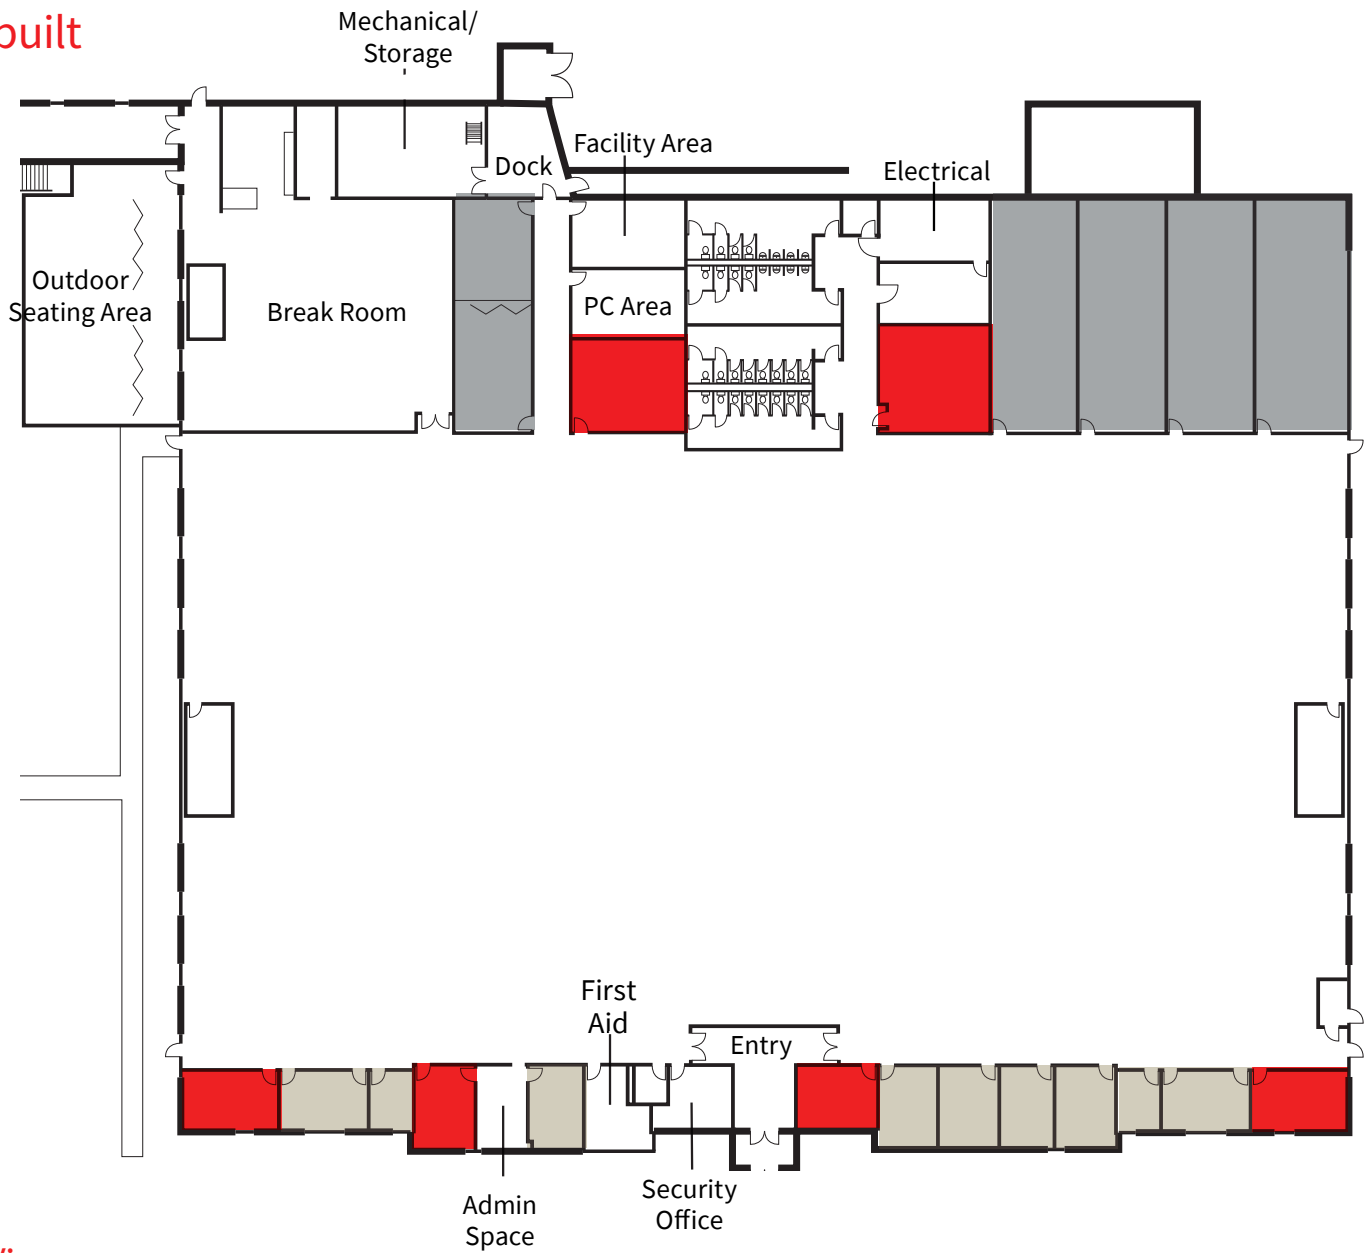 built
Mechanical/
Storage
Dock
Facility Area
Electrical
Outdoor
Seating Area
Break Room
PC Area
First
Aid
Entry
Admin
Space
Security
Office